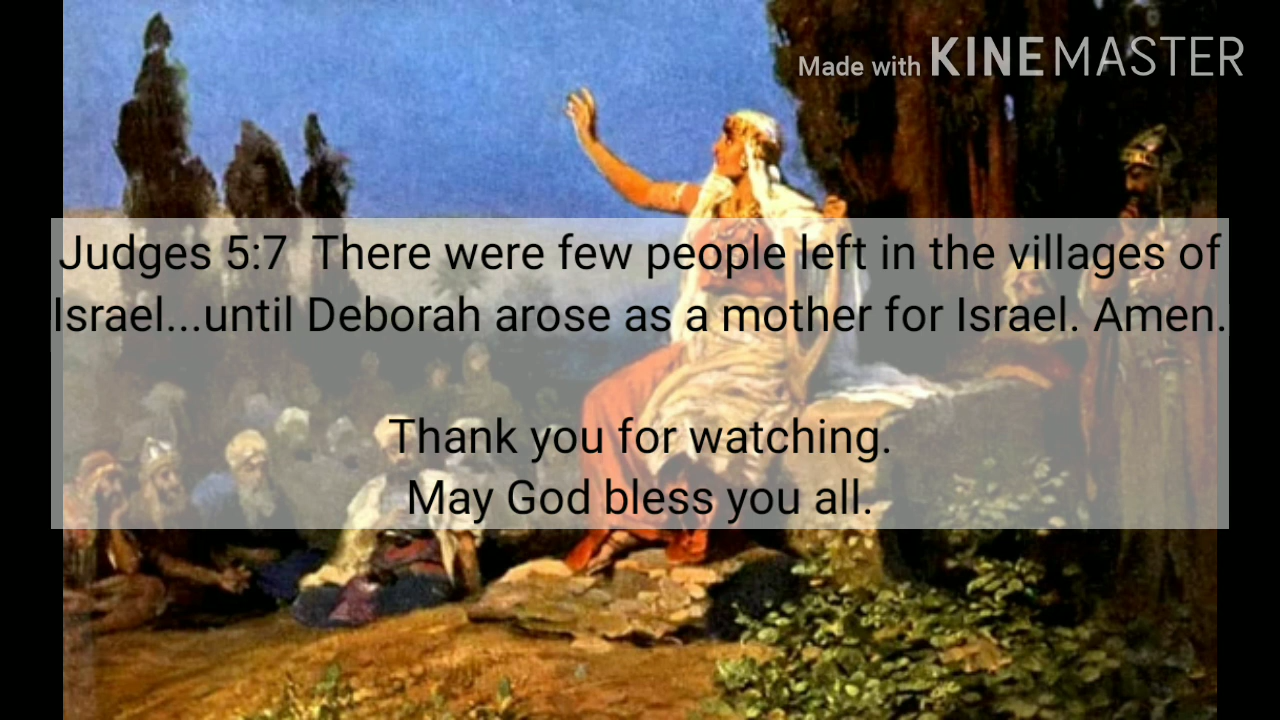 Made with KINEMASTER
Judges 5:7  There were few people left in the villages of
Israel...until Deborah arose as a mother for Israel. Amen.
Thank you for watching.
May God bless you all.